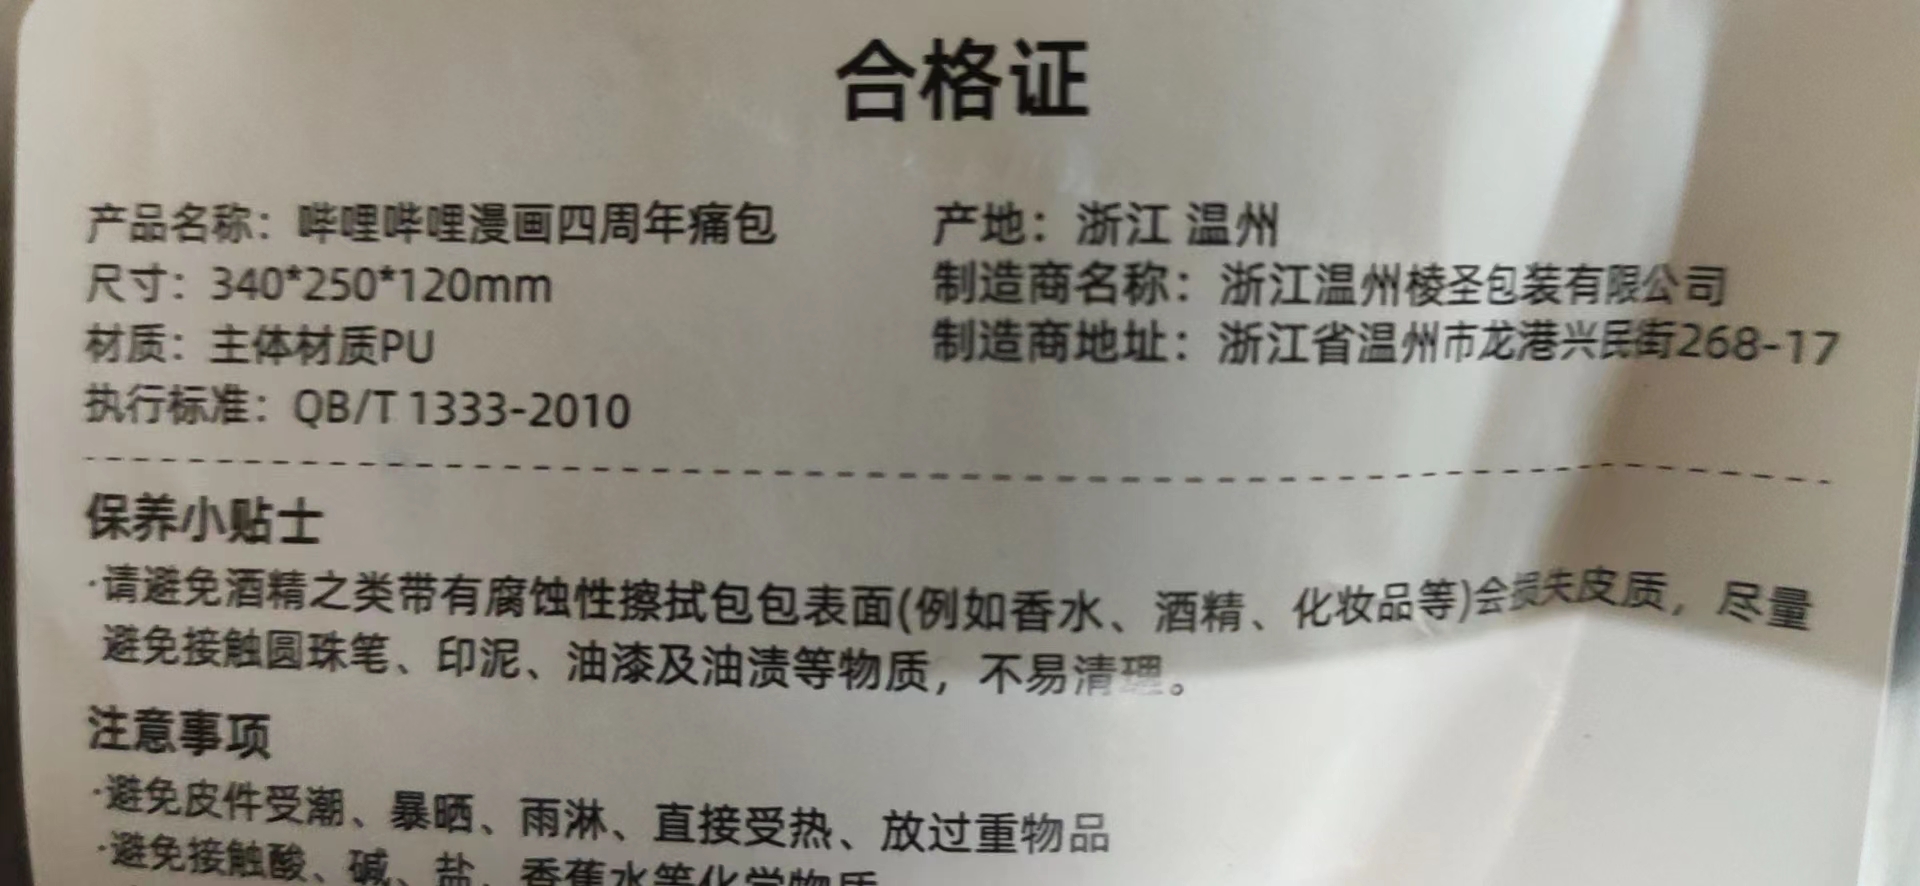 合格证
产品名称：哔哩哔哩漫画四周年痛包
尺寸：340*250*120mm
材质：主体材质PU
执行标准：QB/T 1333-2010
产地：浙江 温州
制造商名称：浙江温州棱圣包装有限公司
制造商地址：浙江省温州市龙港兴民街268-17
保养小贴士
·请避免酒精之类带有腐蚀性擦拭包包表面(例如香水、酒精、化妆品等)会损失皮质，尽量
避免接触圆珠笔、印泥、油漆及油渍等物质，不易清理。
注意事项
·避免皮件受潮、暴晒、雨淋、直接受热、放过重物品
·避免接触酸、碱、盐、香蕉水等化学物质